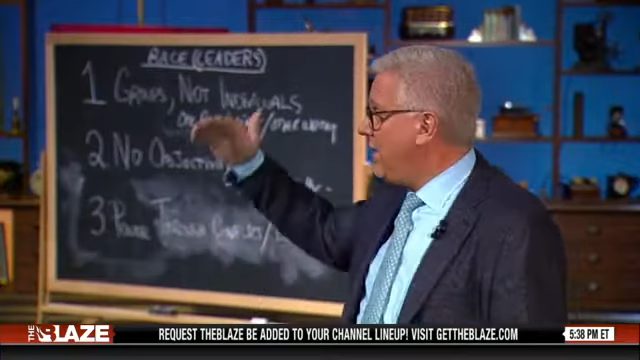 RACE LEADERS
1 GROUPS, NOT INDIVIDUALS
2 NO OBJECTIV
3 POWER THROUGH CONFLICT/
THE BLAZE
REQUEST THEBLAZE BE ADDED TO YOUR CHANNEL LINEUP! VISIT GETTHEBLAZE.COM
5:38 PM ET